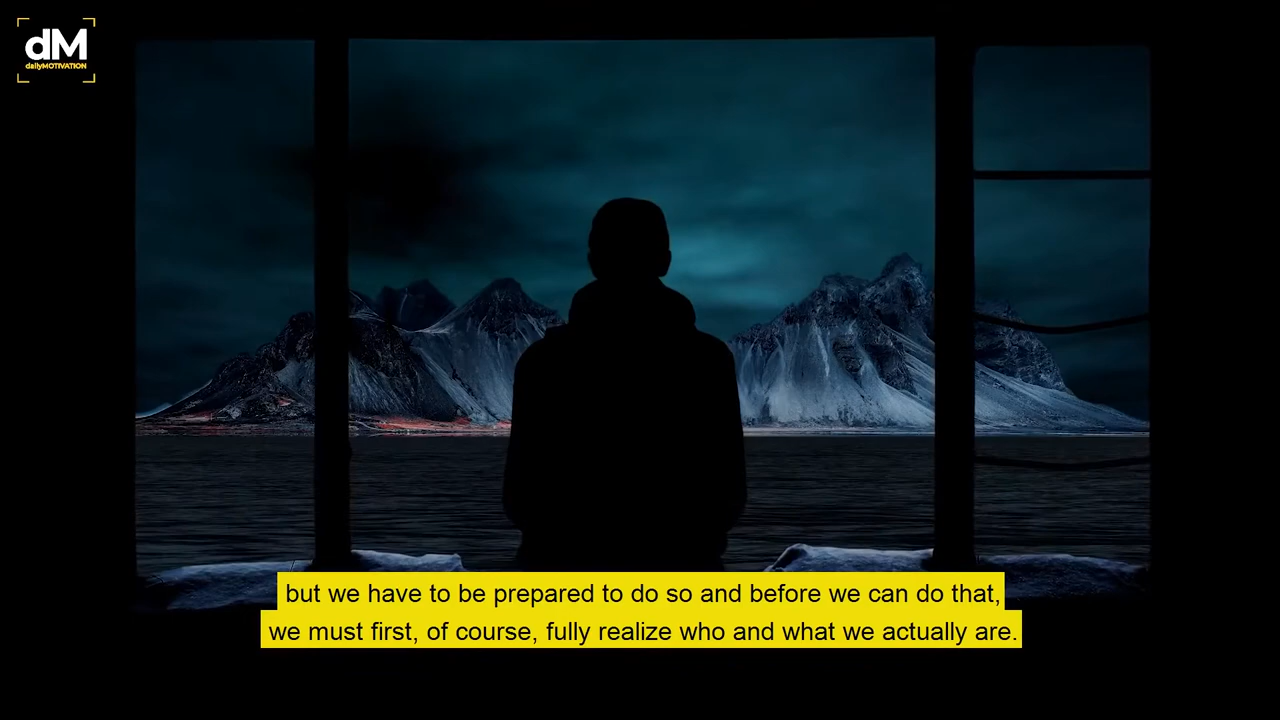 dM
dailyMOTIVATION
but we have to be prepared to do so and before we can do that,
we must first, of course, fully realize who and what we actually are.